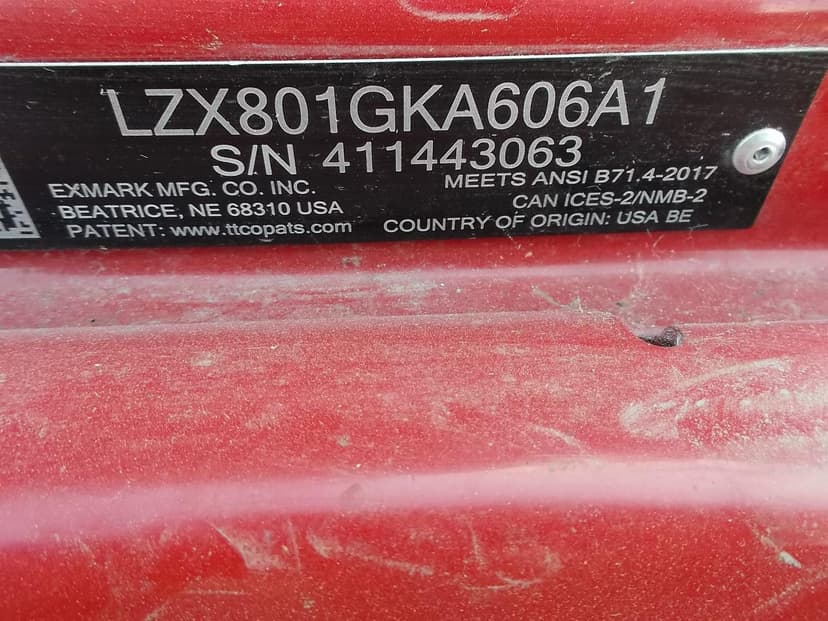 LZX801GKA606A1
S/N 411443063
EXMARK MFG. CO. INC.
BEATRICE, NE 68310 USA
PATENT: www.ttcopats.com
MEETS ANSI B71.4-2017
CAN ICES-2/NMB-2
COUNTRY OF ORIGIN: USA BE